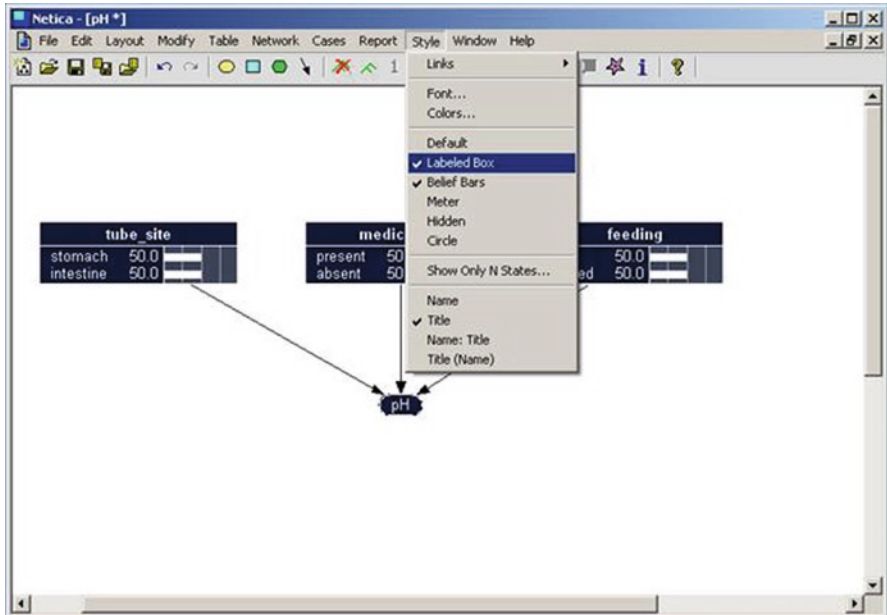 Netica - [pH *]
File Edit Layout Modify Table Network Cases Report Style Window Help
1
Links
Font...
Colors...
Default
Labeled Box
Belief Bars
Meter
Hidden
Circle
Show Only N States...
Name
Title
Name: Title
Title (Name)
tube_site
stomach 50.0
intestine 50.0
medic
present 50
absent 50
feeding
50.0
ed 50.0
pH